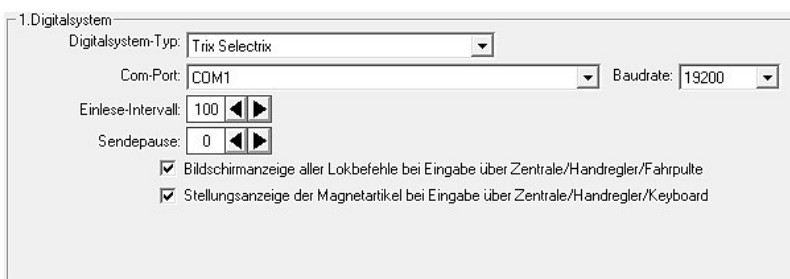 1.Digitalsystem
Digitalsystem-Typ: Trix Selectrix
Com-Port: COM1 Baudrate: 19200
Einlese-Intervall: 100
Sendepause: 0
Bildschirmanzeige aller Lokbefehle bei Eingabe über Zentrale/Handregler/Fahrpulte
Stellungsanzeige der Magnetartikel bei Eingabe über Zentrale/Handregler/Keyboard